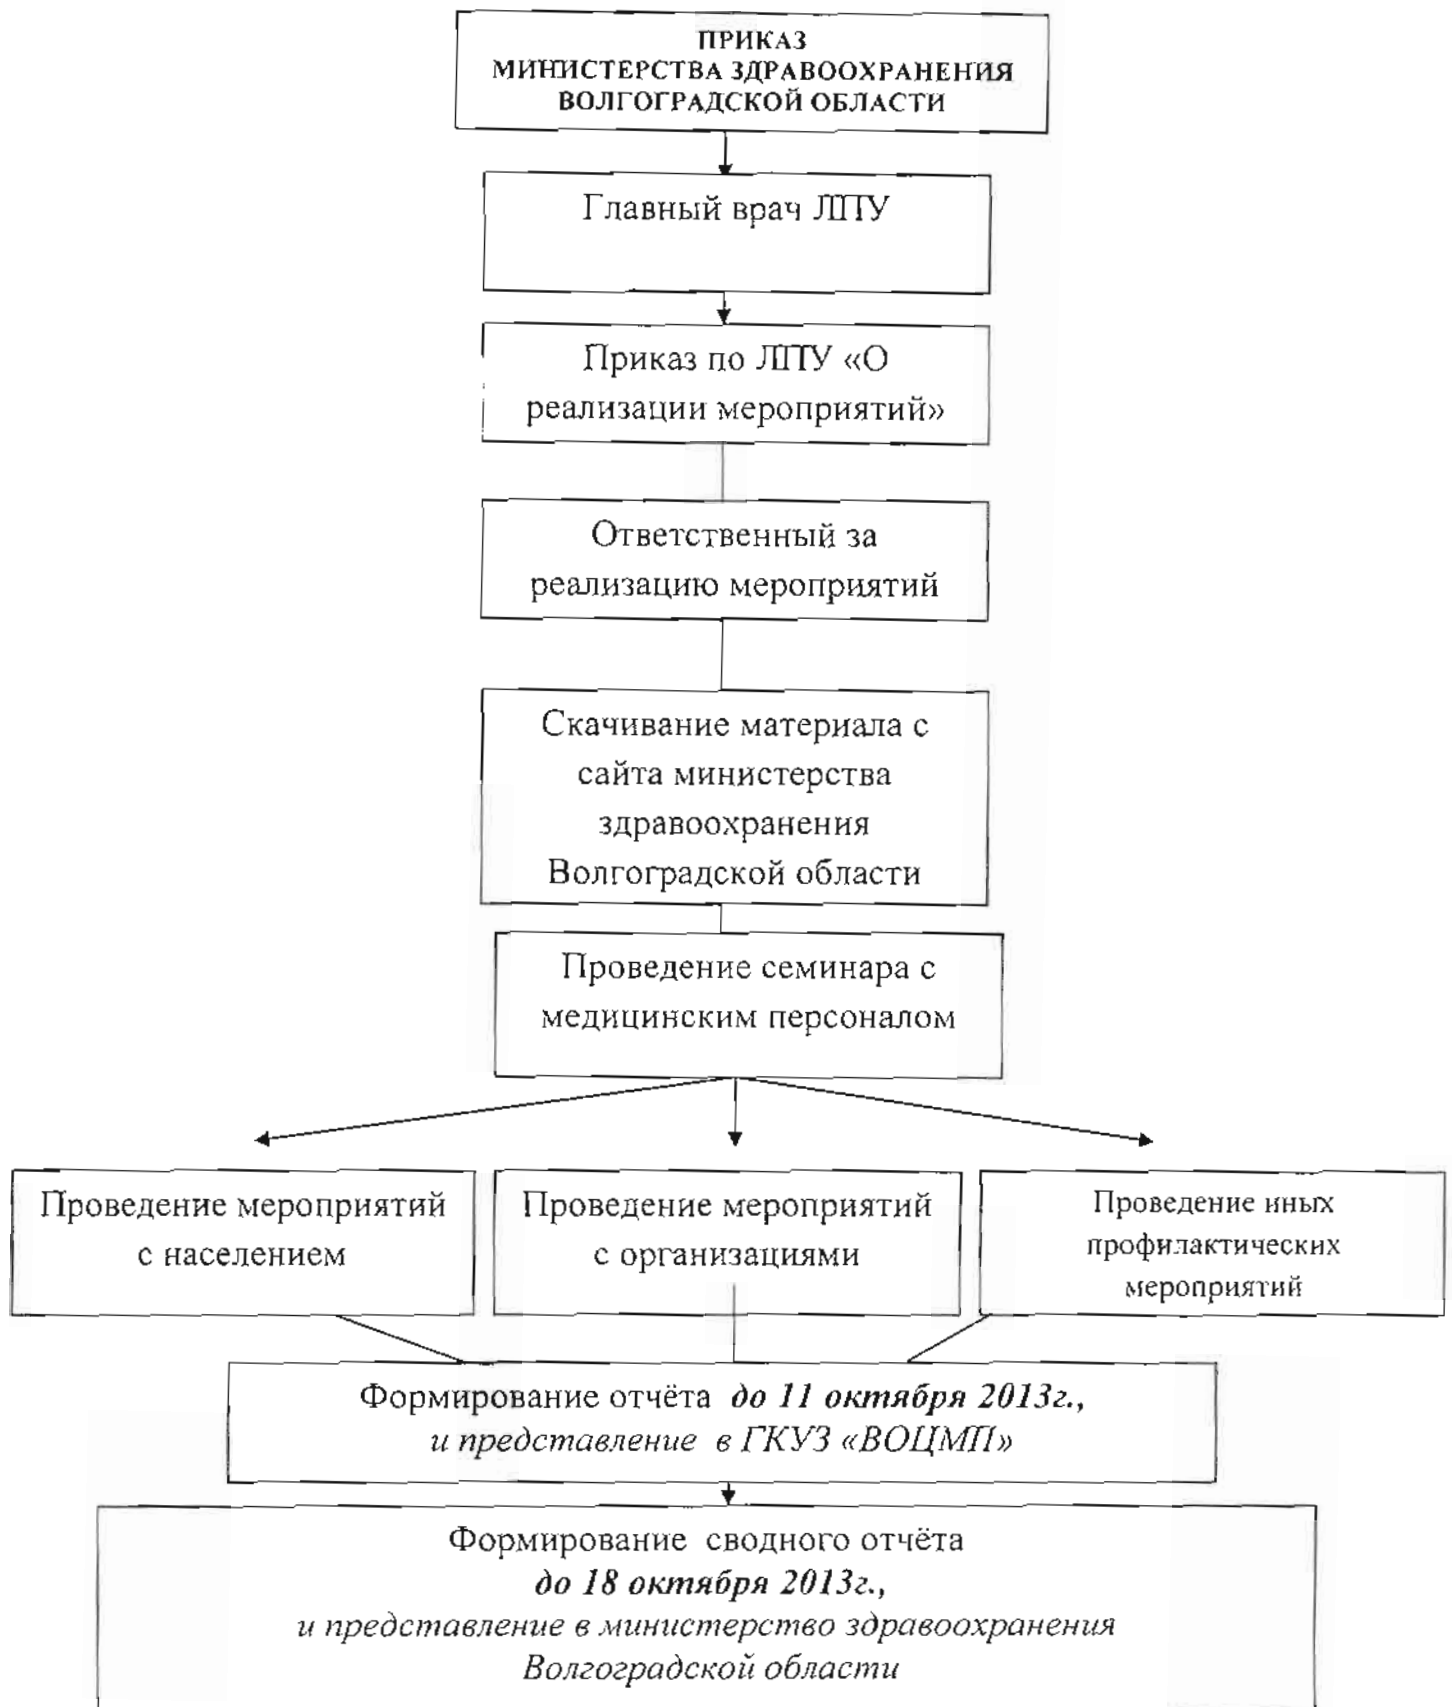 ПРИКАЗ
МИНИСТЕРСТВА ЗДРАВООХРАНЕНИЯ
ВОЛГОГРАДСКОЙ ОБЛАСТИ
Главный врач ЛПУ
Приказ по ЛПУ «О
реализации мероприятий»
Ответственный за
реализацию мероприятий
Скачивание материала с
сайта министерства
здравоохранения
Волгоградской области
Проведение семинара с
медицинским персоналом
Проведение мероприятий
с населением
Проведение мероприятий
с организациями
Проведение иных
профилактических
мероприятий
Формирование отчёта до 11 октября 2013г.,
и представление в ГКУЗ «ВОЦМП»
Формирование сводного отчёта
до 18 октября 2013г.,
и представление в министерство здравоохранения
Волгоградской области